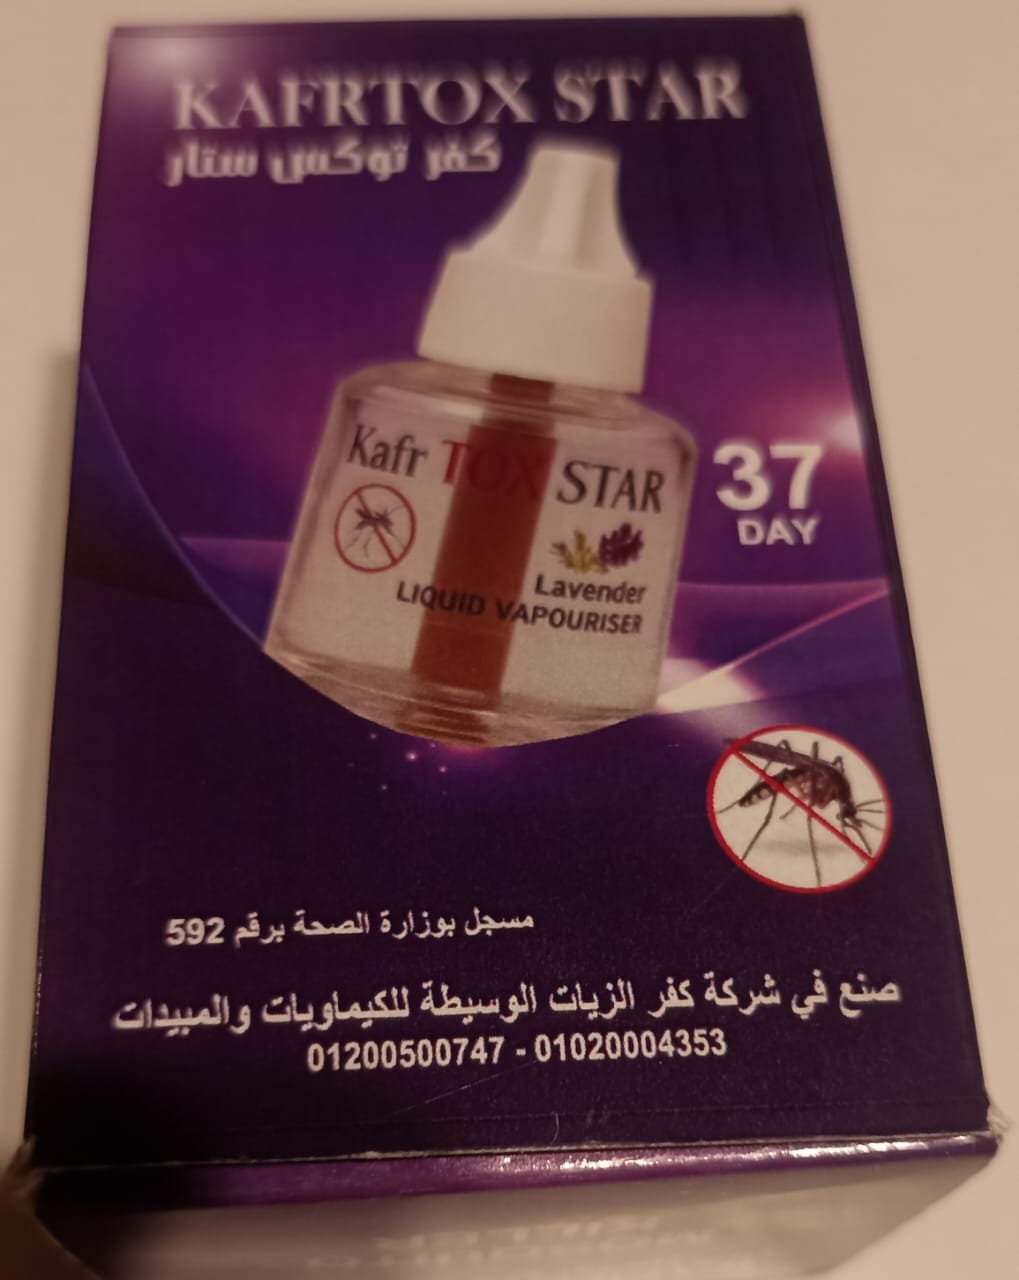 KAFRTOX STAR
كفر توكس ستار
Kafr TOX STAR
37
DAY
Lavender
LIQUID VAPOURISER
مسجل بوزارة الصحة برقم 592
صنع في شركة كفر الزيات الوسيطة للكيماويات والمبيدات
01200500747 - 01020004353